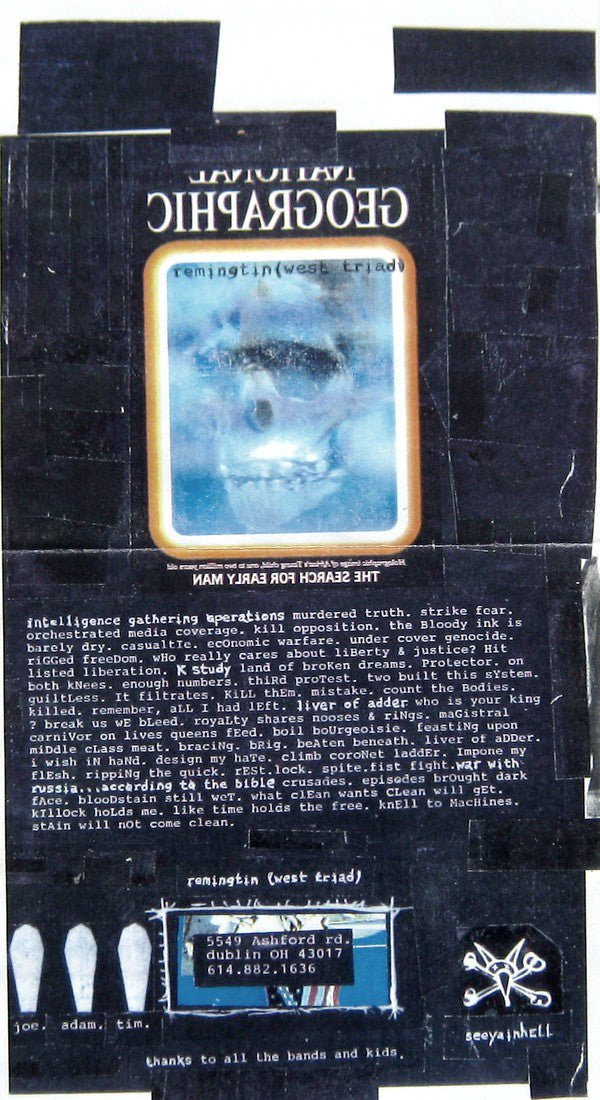 NATIONAL
GEOGRAPHIC
remingtin(west triad)
Holographic image of Africa's Taung child, one to two million years old
THE SEARCH FOR EARLY MAN
intelligence gathering operations murdered truth. strike fear.
orchestrated media coverage. kill opposition. the Bloody ink is
barely dry. casualtIc. ecOnomic warfare. under cover genocide.
riGGed freeDom. wHo really cares about liBerty & justice? Hit
listed liberation. K study land of broKen dreams. Protector. on
both kNees. enough Kumbers. thiRd proTest. two built this sYstem.
guiltLess. It filtrates. KiLL thEm. mistake. count the Bodies.
killed, remember, aLL I had lEft. liver of adder who is your king
? break us wE bLeed. royaLty shares nooses & riNgs. maGistral
carniVor on lives queens fEed. boil boUrgeoisie. feastiNg upon
miDdle cLass meat. braciNg. bRig. beAten beneath. liver of aDDer.
i wish iN haNd. design my haTe. climb coroNet laddEr. Impone my
flEsh. rippiNg the quick. rEst.lock. spite.fist fight.war with
russia...according to the bible crusades. episodes brOught dark
fAce. blooDstain still weT. what clEan wants CLean will gEt.
kIllock hoLds me. like time holds the free. knEll to MacHines.
stAin will nOt come clean.
remingtin (west triad)
5549 Ashford rd.
dublin OH 43017
614.882.1636
joe. adam. tim.
seeyainhell
thanks to all the bands and kids.